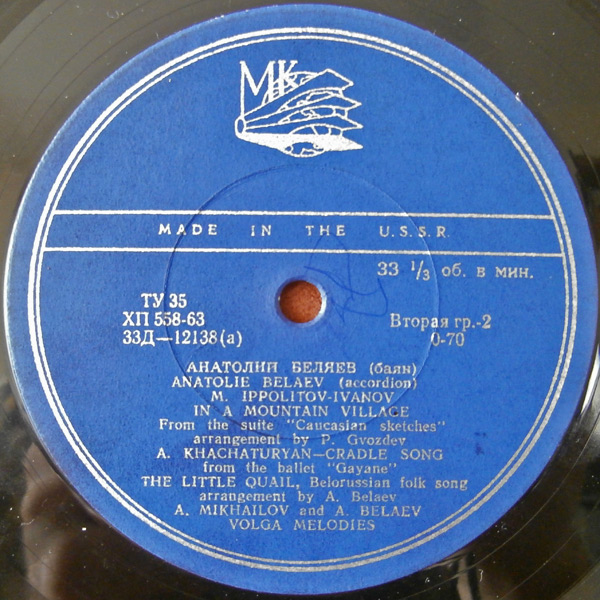 МК
MADE IN THE U.S.S.R.
33 ⅓ об. в мин.
ТУ 35
ХП 558-63
33Д—12138(а)
Вторая гр.-2
0-70
АНАТОЛИЙ БЕЛЯЕВ (баян)
ANATOLIE BELAEV (accordion)
M. IPPOLITOV-IVANOV
IN A MOUNTAIN VILLAGE
From the suite "Caucasian sketches"
arrangement by P. Gvozdev
A. KHACHATURYAN—CRADLE SONG
from the ballet "Gayane"
THE LITTLE QUAIL, Belorussian folk song
arrangement by A. Belaev
A. MIKHAILOV and A. BELAEV
VOLGA MELODIES